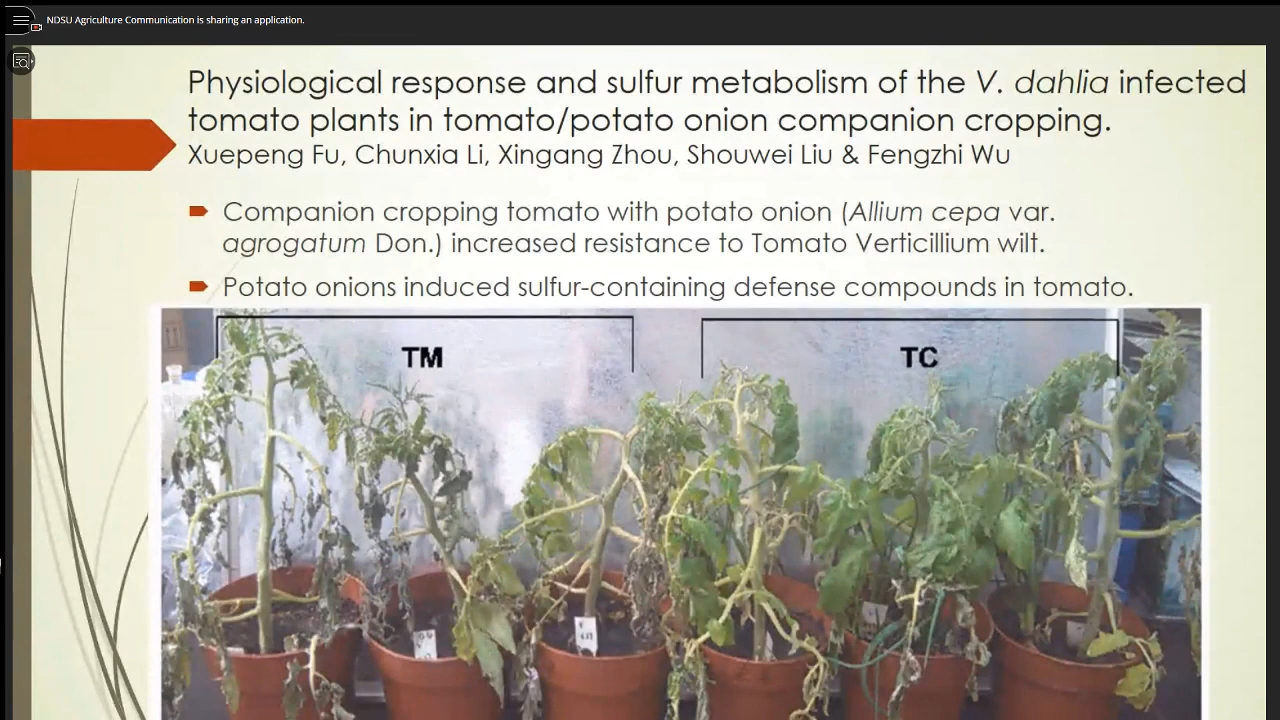 NDSU Agriculture Communication is sharing an application.
Physiological response and sulfur metabolism of the V. dahlia infected
tomato plants in tomato/potato onion companion cropping.
Xuepeng Fu, Chunxia Li, Xingang Zhou, Shouwei Liu & Fengzhi Wu
Companion cropping tomato with potato onion (Allium cepa var.
agrogatum Don.) increased resistance to Tomato Verticillium wilt.
Potato onions induced sulfur-containing defense compounds in tomato.
TM
TC